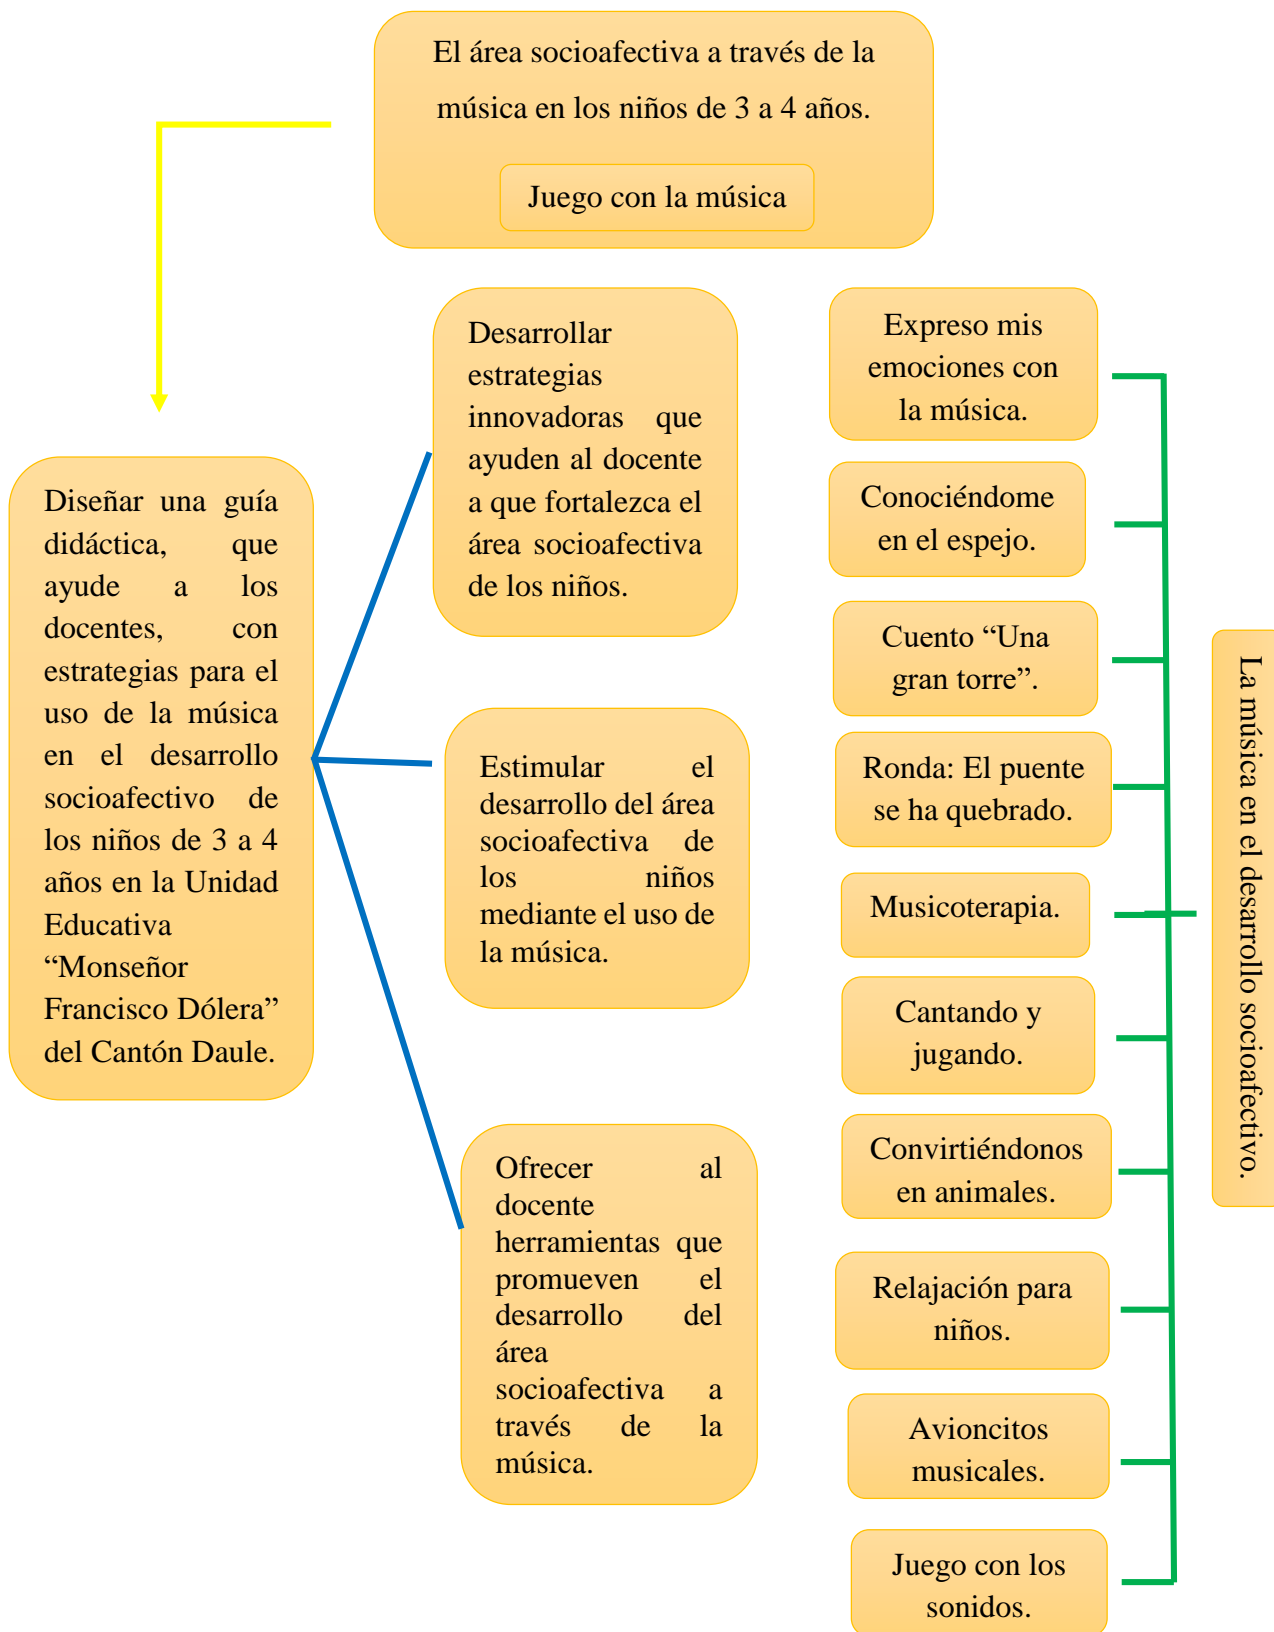 El área socioafectiva a través de la
música en los niños de 3 a 4 años.
Juego con la música
Diseñar una guía
didáctica, que
ayude a los
docentes, con
estrategias para el
uso de la música
en el desarrollo
socioafectivo de
los niños de 3 a 4
años en la Unidad
Educativa
“Monseñor
Francisco Dólera”
del Cantón Daule.
Desarrollar
estrategias
innovadoras que
ayuden al docente
a que fortalezca el
área socioafectiva
de los niños.
Estimular el
desarrollo del área
socioafectiva de
los niños
mediante el uso de
la música.
Ofrecer al
docente
herramientas que
promueven el
desarrollo del
área
socioafectiva a
través de la
música.
Expreso mis
emociones con
la música.
Conociéndome
en el espejo.
Cuento “Una
gran torre”.
Ronda: El puente
se ha quebrado.
Musicoterapia.
Cantando y
jugando.
Convirtiéndonos
en animales.
Relajación para
niños.
Avioncitos
musicales.
Juego con los
sonidos.
La música en el desarrollo socioafectivo.